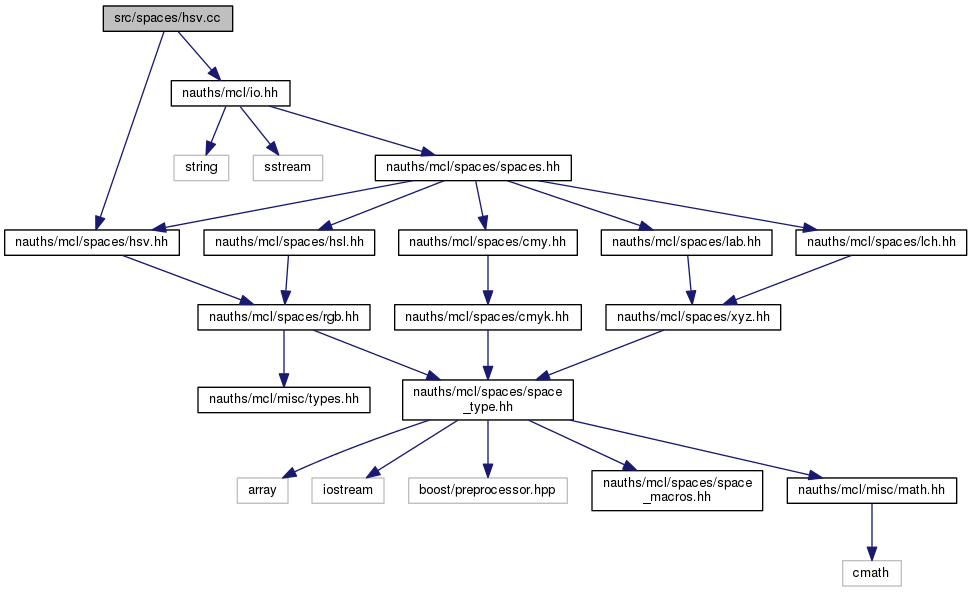 src/spaces/hsv.cc
nauths/mcl/io.hh
string
sstream
nauths/mcl/spaces/spaces.hh
nauths/mcl/spaces/hsv.hh
nauths/mcl/spaces/hsl.hh
nauths/mcl/spaces/cmy.hh
nauths/mcl/spaces/lab.hh
nauths/mcl/spaces/lch.hh
nauths/mcl/spaces/rgb.hh
nauths/mcl/spaces/cmyk.hh
nauths/mcl/spaces/xyz.hh
nauths/mcl/misc/types.hh
nauths/mcl/spaces/space
_type.hh
array
iostream
boost/preprocessor.hpp
nauths/mcl/spaces/space
_macros.hh
nauths/mcl/misc/math.hh
cmath